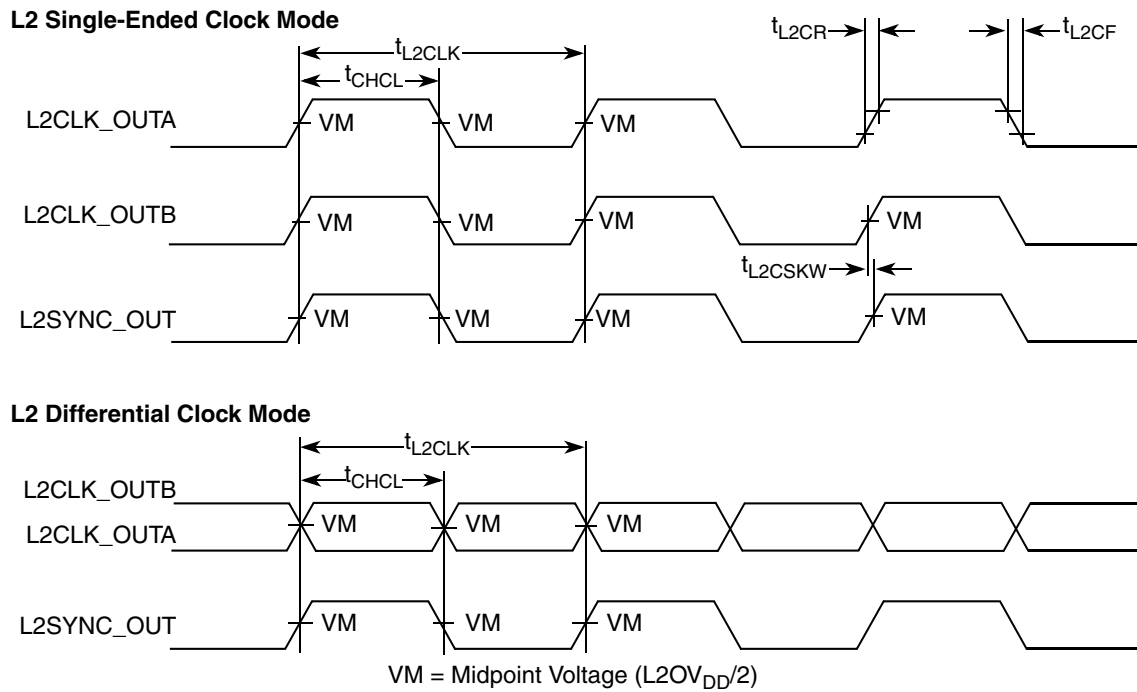 L2 Single-Ended Clock Mode
tL2CR
tL2CF
tL2CLK
tCHCL
L2CLK_OUTA
VM
VM
VM
L2CLK_OUTB
VM
VM
VM
VM
tL2CSKW
L2SYNC_OUT
VM
VM
VM
VM
L2 Differential Clock Mode
tL2CLK
tCHCL
L2CLK_OUTB
L2CLK_OUTA
VM
VM
VM
L2SYNC_OUT
VM
VM
VM
VM = Midpoint Voltage (L2OVDD/2)